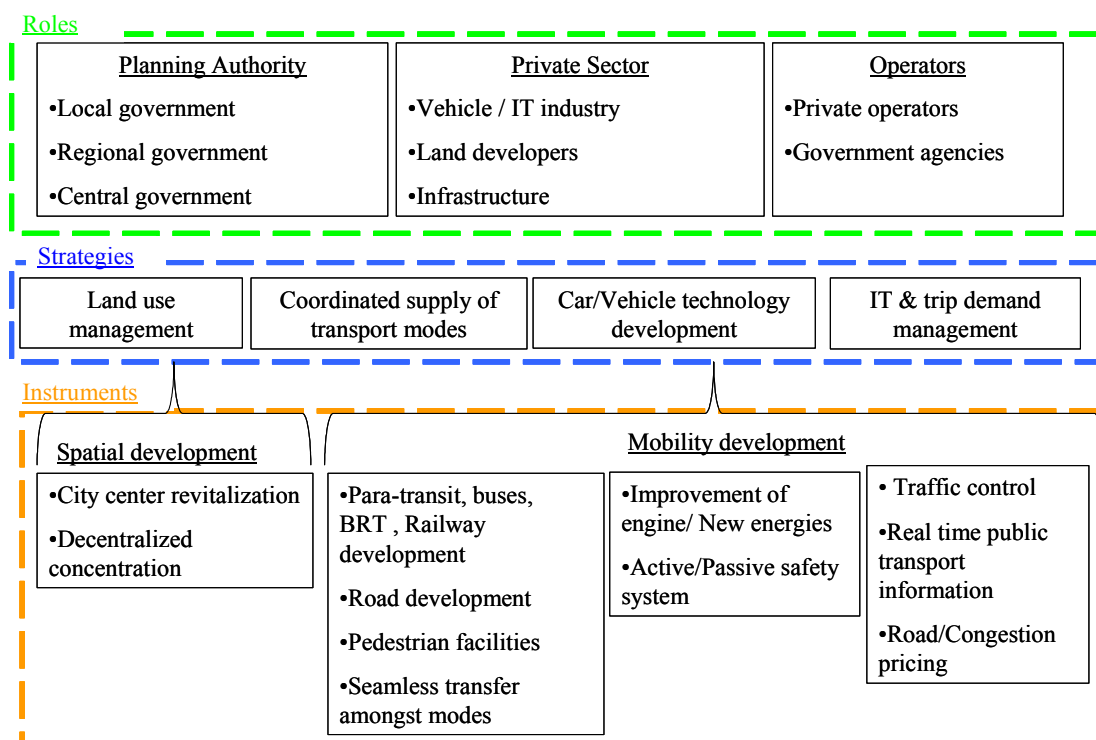 Roles
Planning Authority
•Local government
•Regional government
•Central government
Private Sector
•Vehicle / IT industry
•Land developers
•Infrastructure
Operators
•Private operators
•Government agencies
Strategies
Land use
management
Coordinated supply of
transport modes
Car/Vehicle technology
development
IT & trip demand
management
Instruments
Spatial development
•City center revitalization
•Decentralized
concentration
Mobility development
•Para-transit, buses,
BRT , Railway
development
•Road development
•Pedestrian facilities
•Seamless transfer
amongst modes
•Improvement of
engine/ New energies
•Active/Passive safety
system
• Traffic control
•Real time public
transport
information
•Road/Congestion
pricing